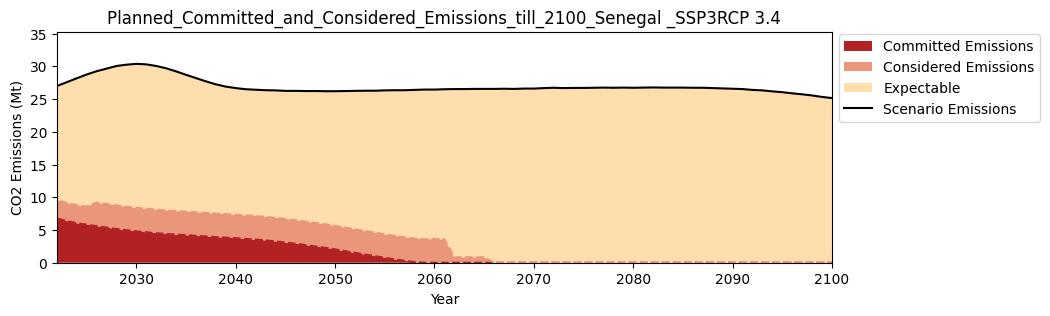 Planned_Committed_and_Considered_Emissions_till_2100_Senegal _SSP3RCP 3.4
CO2 Emissions (Mt)
35
30
25
20
15
10
5
0
2030 2040 2050 2060 2070 2080 2090 2100
Year
Committed Emissions
Considered Emissions
Expectable
Scenario Emissions